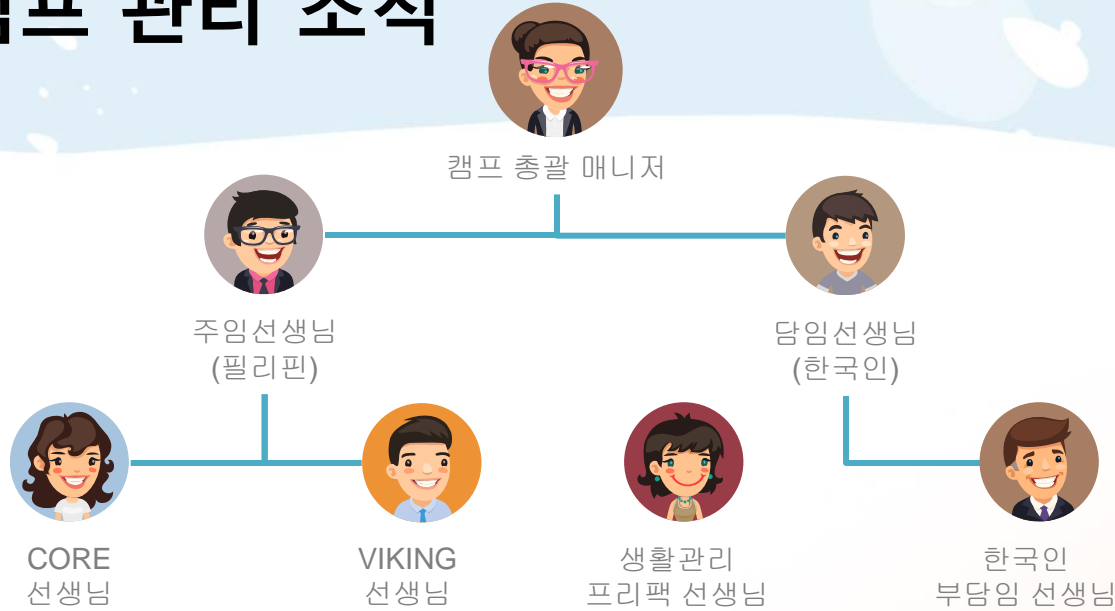 캠프 관리 조직
캠프 총괄 매니저
주임선생님
(필리핀)
담임선생님
(한국인)
CORE
선생님
VIKING
선생님
생활관리
프리팩 선생님
한국인
부담임 선생님